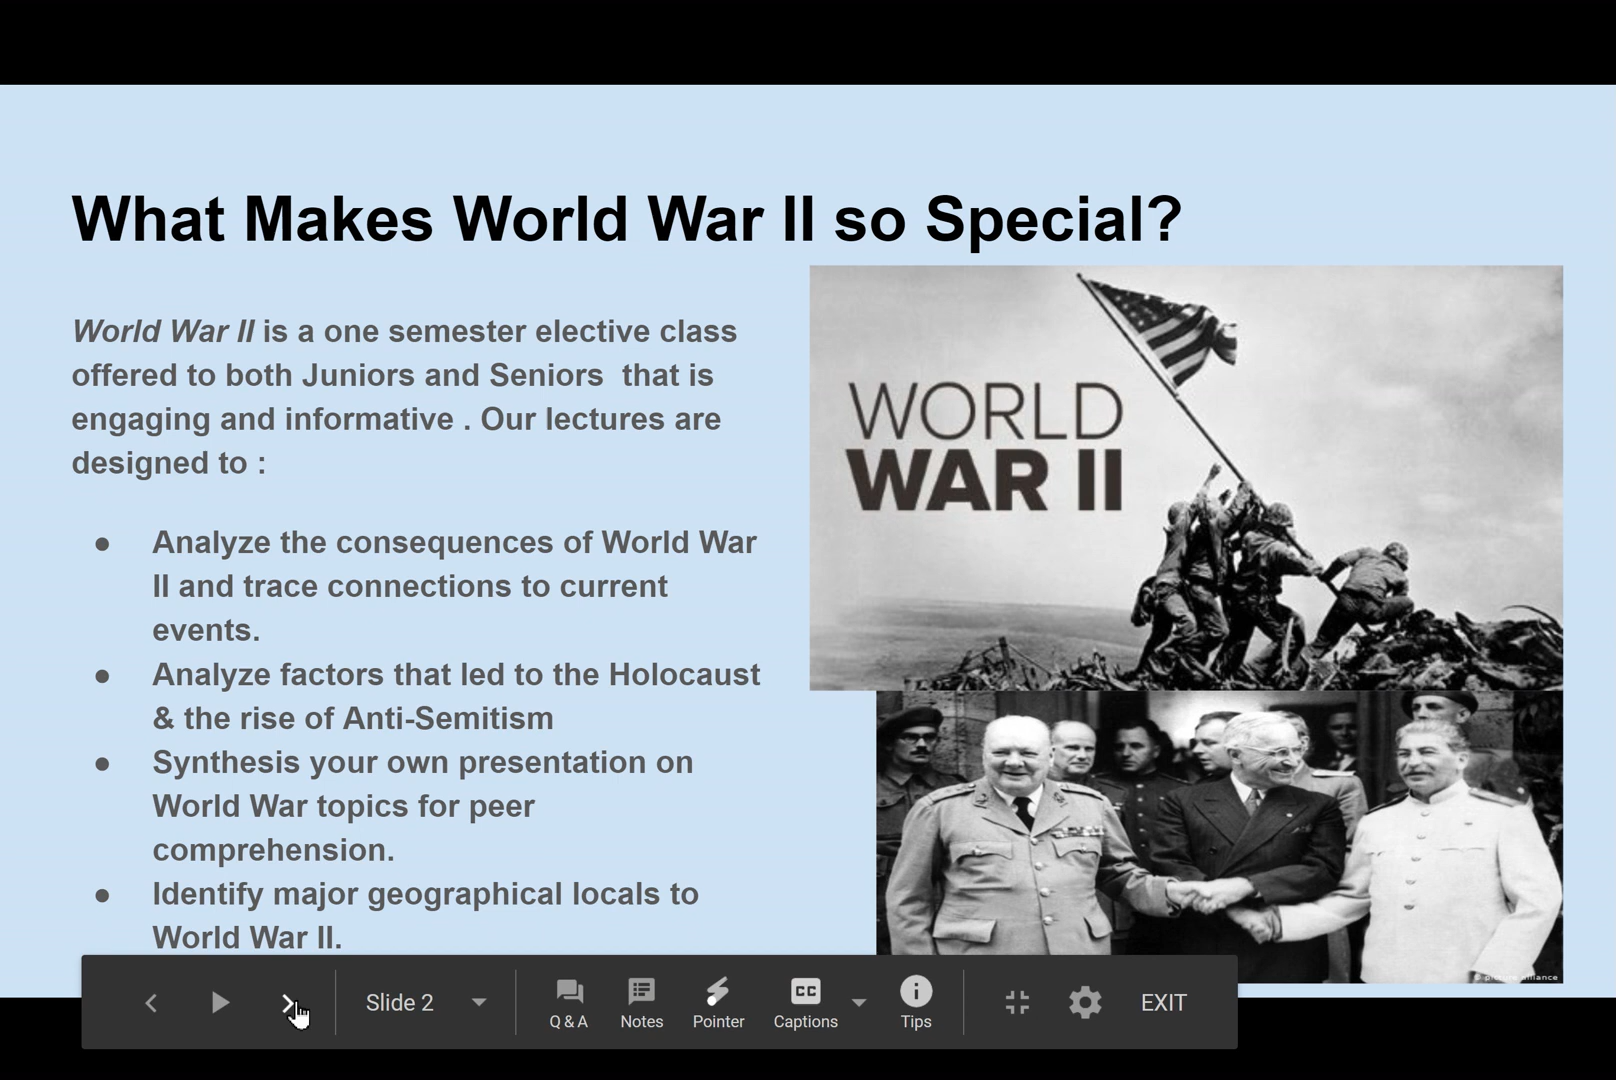 What Makes World War II so Special?
World War II is a one semester elective class
offered to both Juniors and Seniors  that is
engaging and informative . Our lectures are
designed to :
● Analyze the consequences of World War
II and trace connections to current
events.
● Analyze factors that led to the Holocaust
& the rise of Anti-Semitism
● Synthesis your own presentation on
World War topics for peer
comprehension.
● Identify major geographical locals to
World War II.
WORLD
WAR II
picture alliance
Slide 2
Q & A
Notes
Pointer
CC
Captions
Tips
EXIT